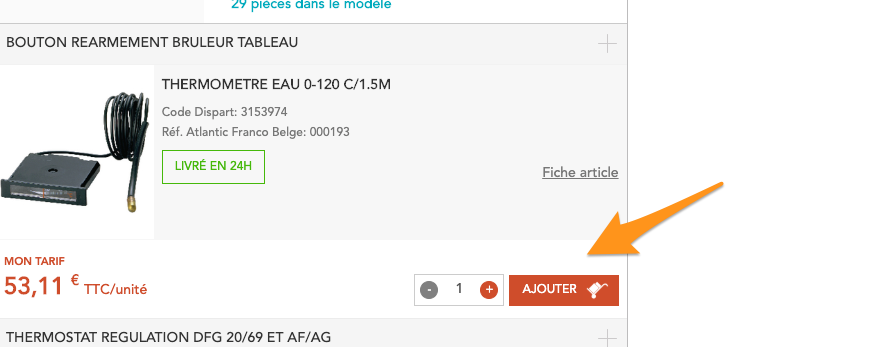 29 pièces dans le modèle
BOUTON REARMEMENT BRULEUR TABLEAU
THERMOMETRE EAU 0-120 C/1.5M
Code Dispart: 3153974
Réf. Atlantic Franco Belge: 000193
LIVRÉ EN 24H
Fiche article
MON TARIF
53,11 € TTC/unité
- 1 + AJOUTER
THERMOSTAT REGULATION DFG 20/69 ET AF/AG